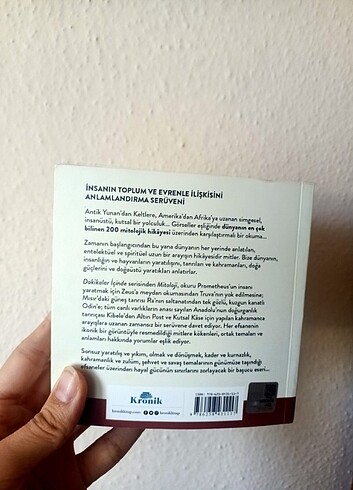 İNSANIN TOPLUM VE EVRENLE İLİŞKİSİNİ
ANLAMLANDIRMA SERÜVENİ
Antik Yunan'dan Keltlere, Amerika'dan Afrika'ya uzanan simgesel,
insanüstü, kutsal bir yolculuk... Görseller eşliğinde dünyanın en çok
bilinen 200 mitolojik hikâyesi üzerinden karşılaştırmalı bir okuma...
Zamanın başlangıcından bu yana dünyanın her yerinde anlatılan,
entelektüel ve spiritüel uzun bir arayışın hikâyesidir mitler. Bize dünyanın,
insanlığın ve hayvanların yaratılışını, tanrıları ve kahramanları, doğa
güçlerini ve doğaüstü yaratıkları anlatırlar.
Dakikalar İçinde serisinden Mitoloji, okuru Prometheus'un insanı
yaratmak için Zeus'a meydan okumasından Truva'nın yok edilmesine;
Mısır'daki güneş tanrısı Ra'nın saltanatından tek gözlü, kuzgun kanatlı
Odin'e; tüm canlı varlıkların anası sayılan Anadolu'nun doğurganlık
tanrıçası Kibele'den Altın Post ve Kutsal Kâse için yapılan kahramanca
arayışlara uzanan zamansız bir serüvene davet ediyor. Her efsanenin
ikonik bir görüntüyle resmedildiği mitlere kökenleri, ortak temaları ve
anlamları hakkında yorumlar eşlik ediyor.
Sonsuz yaratılış ve yıkım, olmak ve dönüşmek, kader ve kurnazlık,
kahramanlık ve zulüm, şehvet ve savaş temalarının günümüze taşındığı
efsaneler üzerinden hayal gücünün sınırlarını zorlayacak bir başucu eseri...
Kronik
kronikkitap.com
kronikkitap